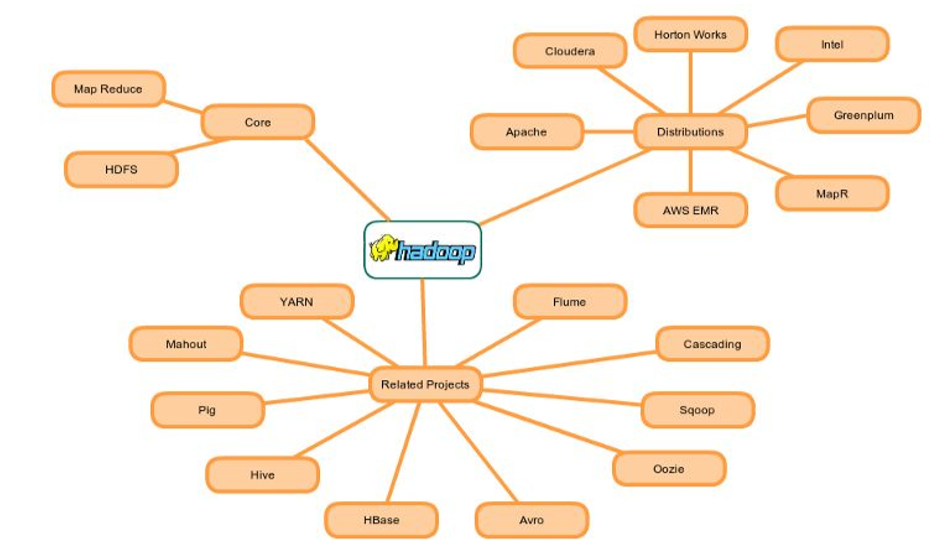 Horton Works
Cloudera
Intel
Map Reduce
Greenplum
Core
Apache
Distributions
HDFS
MapR
AWS EMR
hadoop
YARN
Flume
Mahout
Cascading
Related Projects
Pig
Sqoop
Hive
Oozie
HBase
Avro